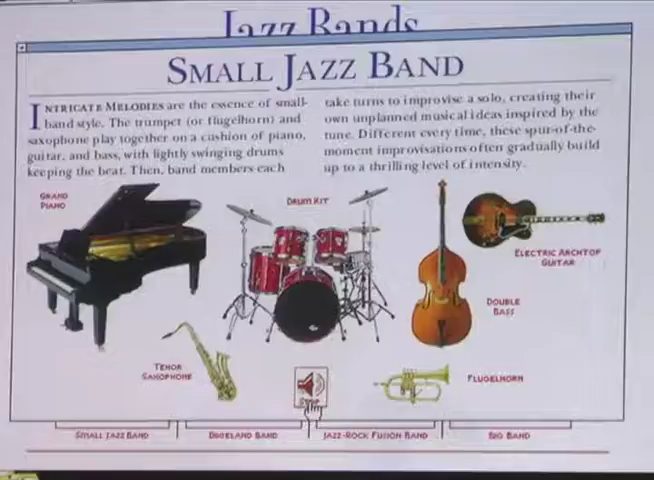 Jazz Bands
SMALL JAZZ BAND
INTRICATE MELODIES are the essence of small-
band style. The trumpet (or flugelhorn) and
saxophone play together on a cushion of piano,
guitar, and bass, with lightly swinging drums
keeping the beat. Then, band members each
take turns to improvise a solo, creating their
own unplanned musical ideas inspired by the
tune. Different every time, these spur-of-the-
moment improvisations often gradually build
up to a thrilling level of intensity.
GRAND
PIANO
DRUM KIT
ELECTRIC ARCHTOP
GUITAR
DOUBLE
BASS
TENOR
SAXOPHONE
FLUGELHORN
SMALL JAZZ BAND
DIXIELAND BAND
JAZZ-ROCK FUSION BAND
BIG BAND